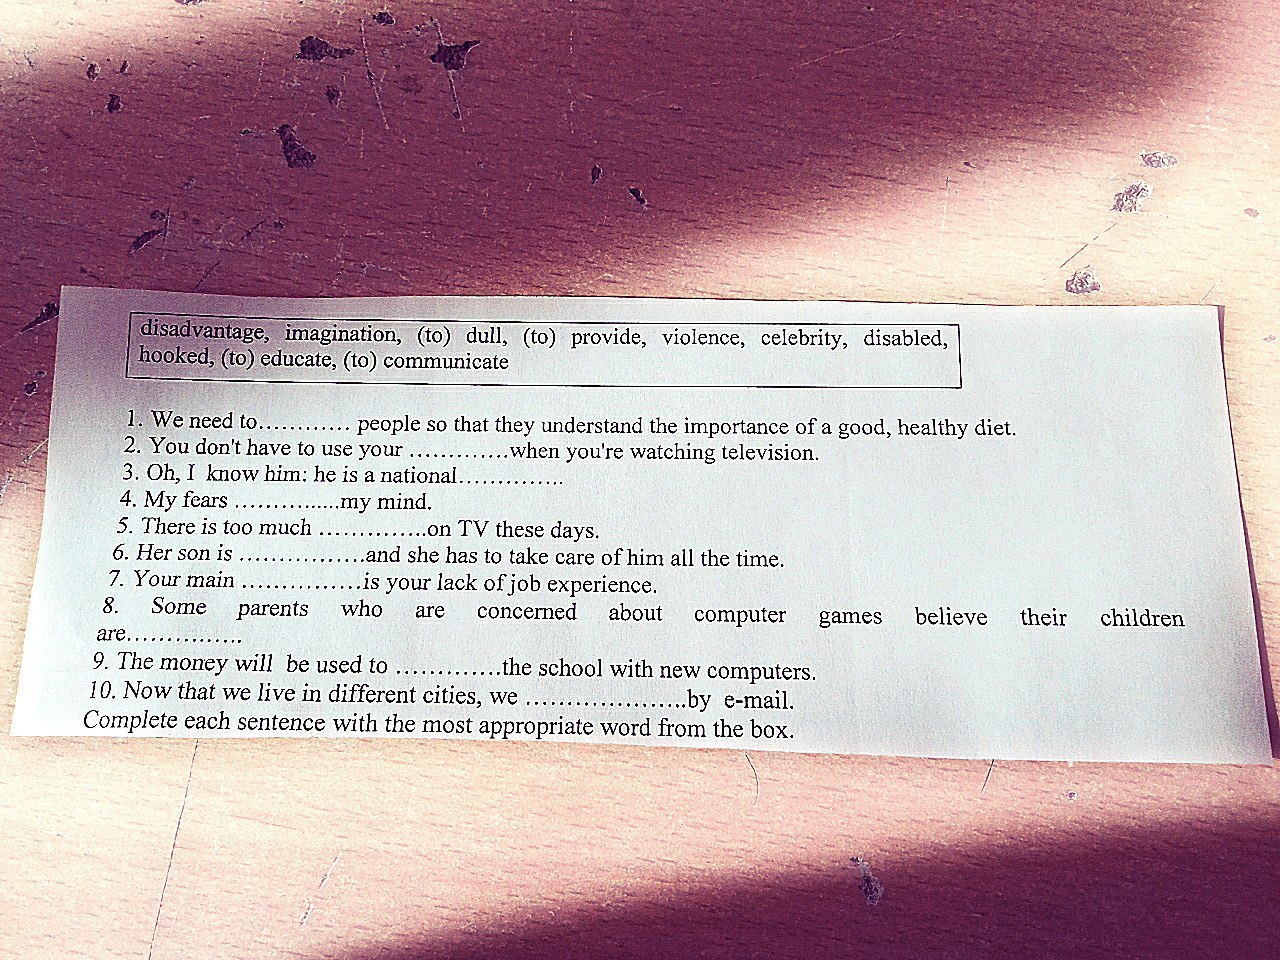 disadvantage, imagination, (to) dull, (to) provide, violence, celebrity, disabled,
hooked, (to) educate, (to) communicate
1. We need to............ people so that they understand the importance of a good, healthy diet.
2. You don't have to use your .............when you're watching television.
3. Oh, I know him: he is a national..............
4. My fears ...............my mind.
5. There is too much ..............on TV these days.
6. Her son is ................and she has to take care of him all the time.
7. Your main ...............is your lack of job experience.
8. Some parents who are concerned about computer games believe their children
are...............
9. The money will be used to .............the school with new computers.
10. Now that we live in different cities, we ....................by e-mail.
Complete each sentence with the most appropriate word from the box.